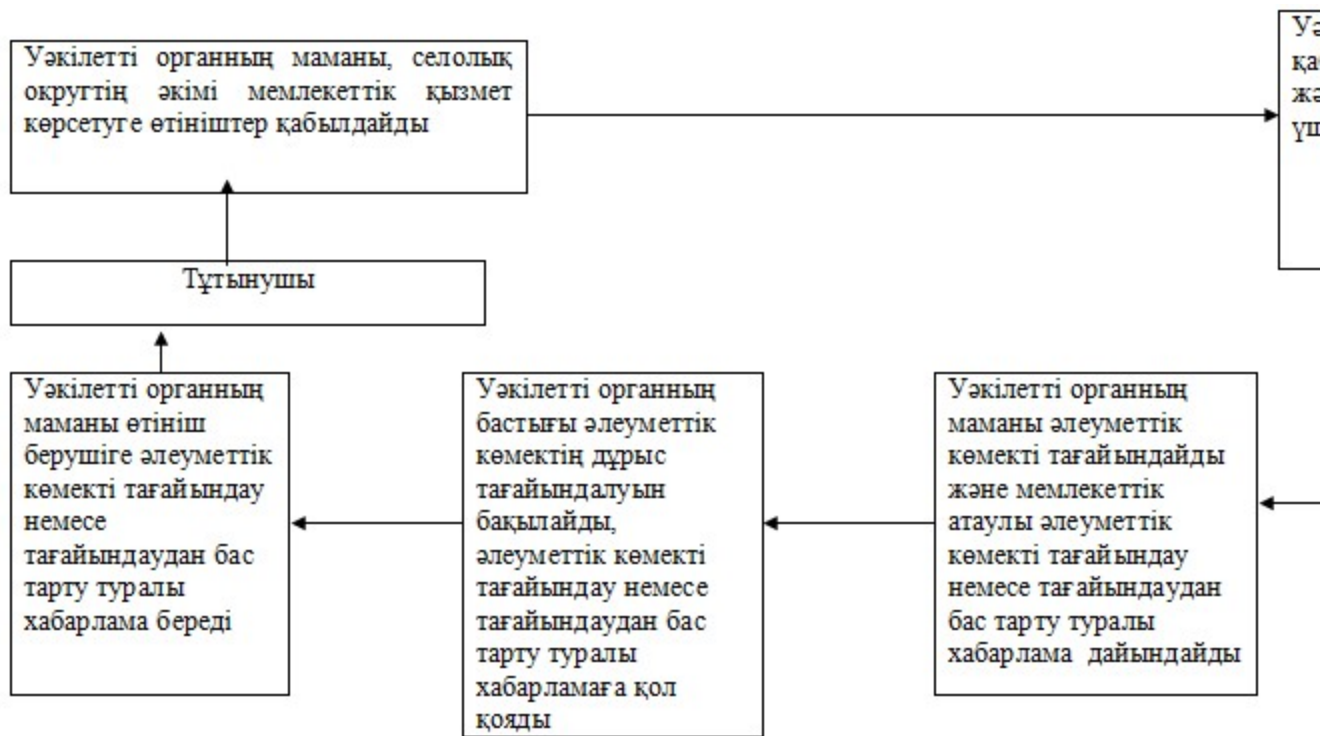 Уәкілетті органның маманы, селолық
округтің әкімі мемлекеттік қызмет
көрсетуге өтініштер қабылдайды
Тұтынушы
Уәкілетті органның
маманы өтініш
берушіге әлеуметтік
көмекті тағайындау
немесе
тағайындаудан бас
тарту туралы
хабарлама береді
Уәкілетті органның
бастығы әлеуметтік
көмектің дұрыс
тағайындалуын
бақылайды,
әлеуметтік көмекті
тағайындау немесе
тағайындаудан бас
тарту туралы
хабарламаға қол
қояды
Уәкілетті органның
маманы әлеуметтік
көмекті тағайындайды
және мемлекеттік
атаулы әлеуметтік
көмекті тағайындау
немесе тағайындаудан
бас тарту туралы
хабарлама дайындайды